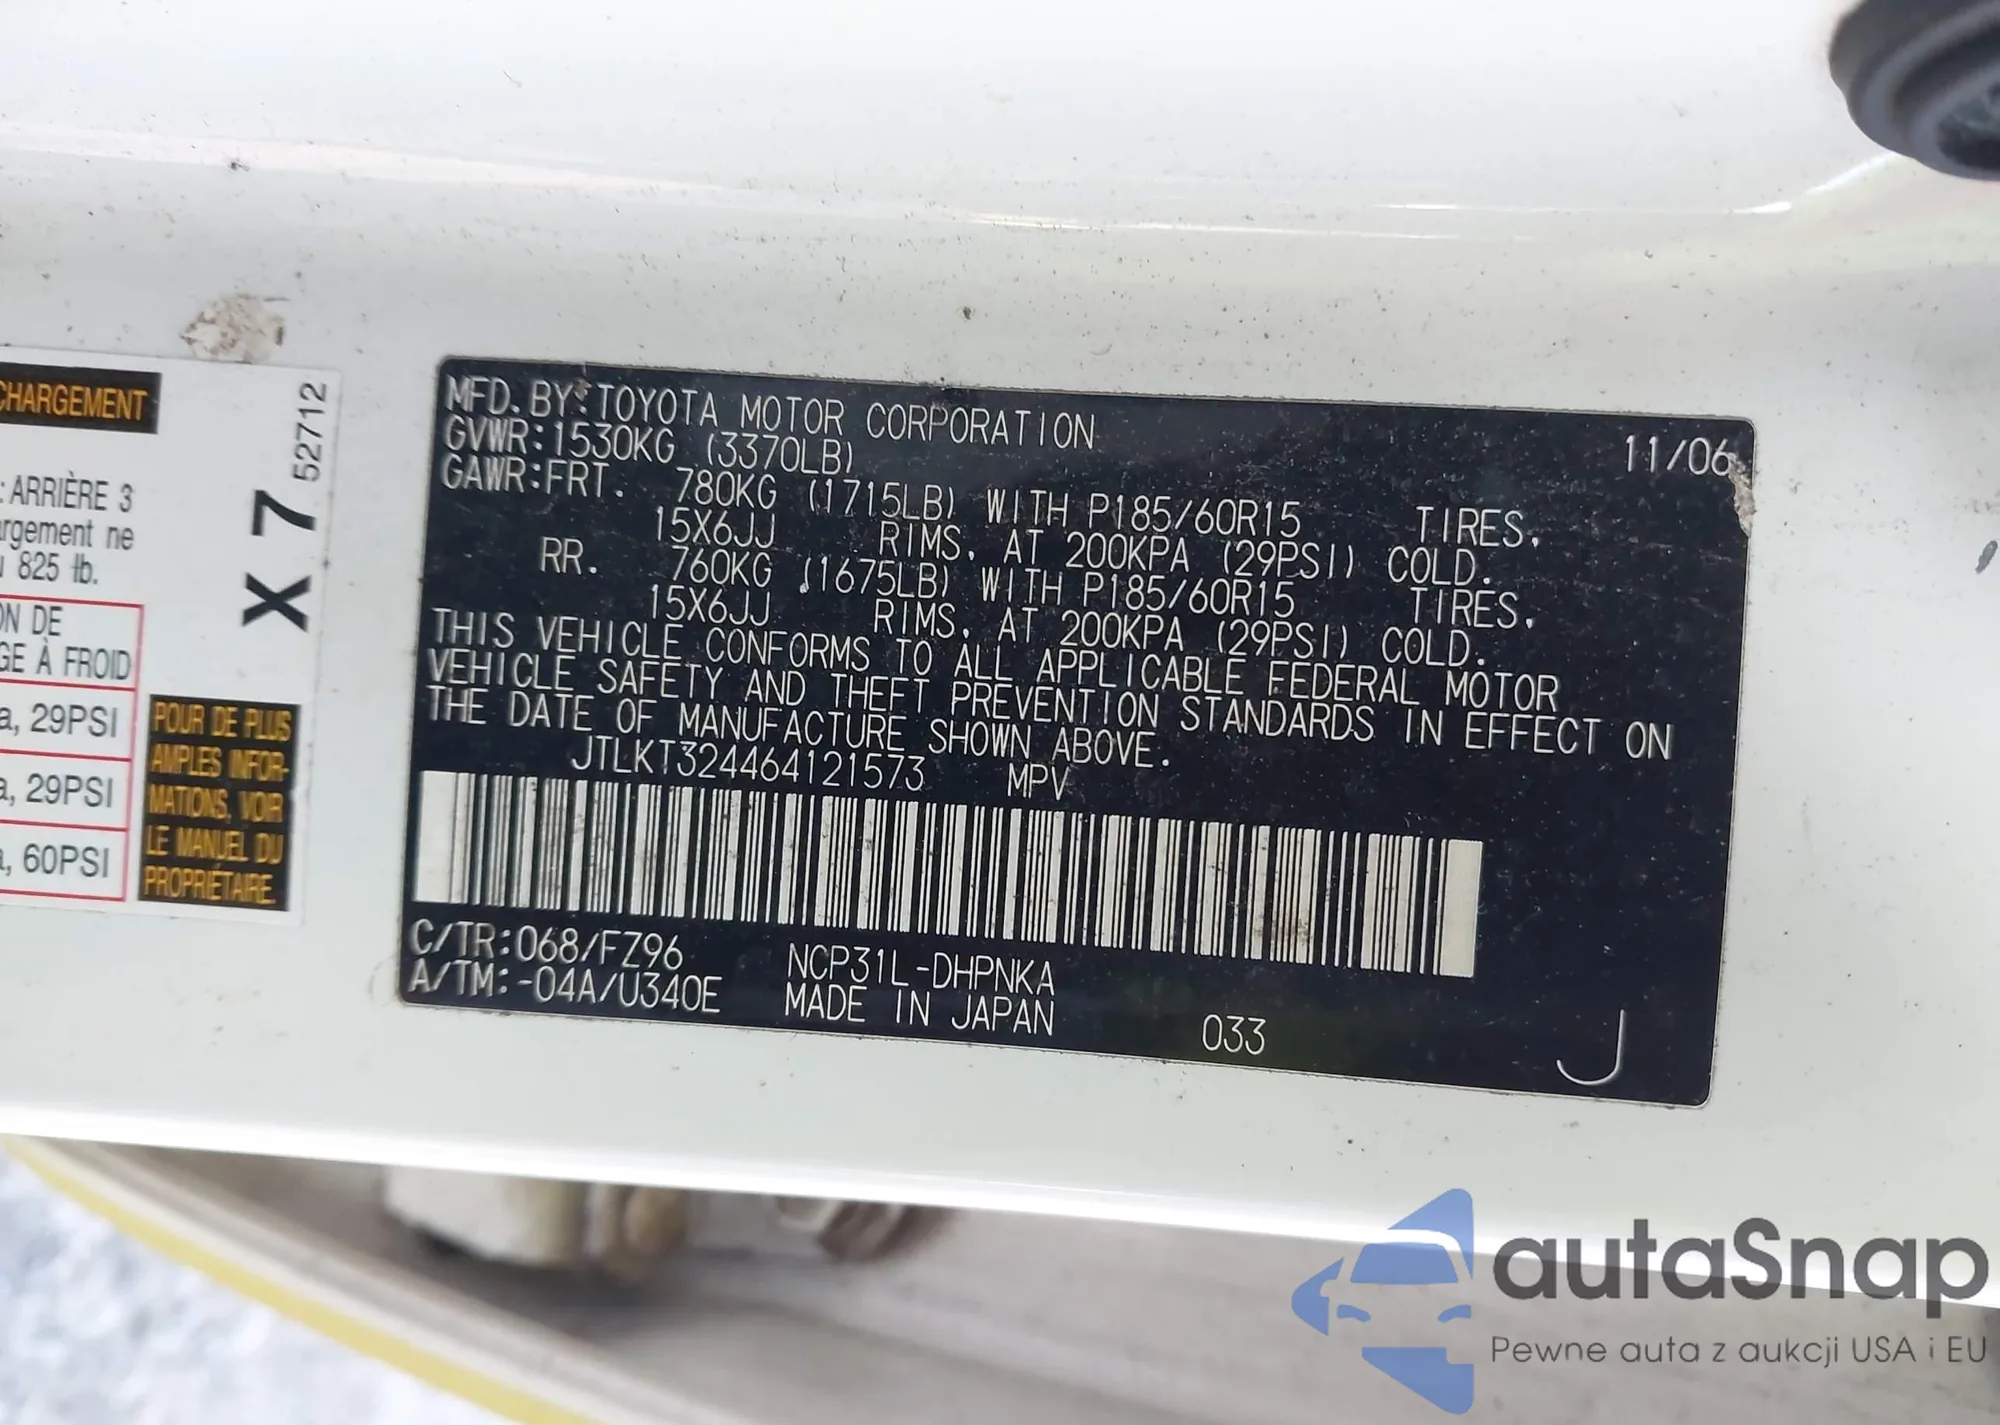 CHARGEMENT
: ARRIÈRE 3
argement ne
825 lb.
ON DE
GE À FROID
a, 29PSI
a, 29PSI
a, 60PSI
X 7
52712
POUR DE PLUS
AMPLES INFOR-
MATIONS, VOIR
LE MANUEL DU
PROPRIÉTAIRE.
MFD. BY: TOYOTA MOTOR CORPORATION 11/06
GVWR: 1530KG (3370LB)
GAWR: FRT. 780KG (1715LB) WITH P185/60R15 TIRES,
15X6JJ RIMS, AT 200KPA (29PSI) COLD.
RR. 760KG (1675LB) WITH P185/60R15 TIRES,
15X6JJ RIMS, AT 200KPA (29PSI) COLD.
THIS VEHICLE CONFORMS TO ALL APPLICABLE FEDERAL MOTOR
VEHICLE SAFETY AND THEFT PREVENTION STANDARDS IN EFFECT ON
THE DATE OF MANUFACTURE SHOWN ABOVE.
JTLKT324464121573 MPV
C/TR: 068/FZ96 NCP31L-DHPNKA
A/TM: -04A/U340E MADE IN JAPAN 033 J
autaSnap
Pewne auta z aukcji USA i EU